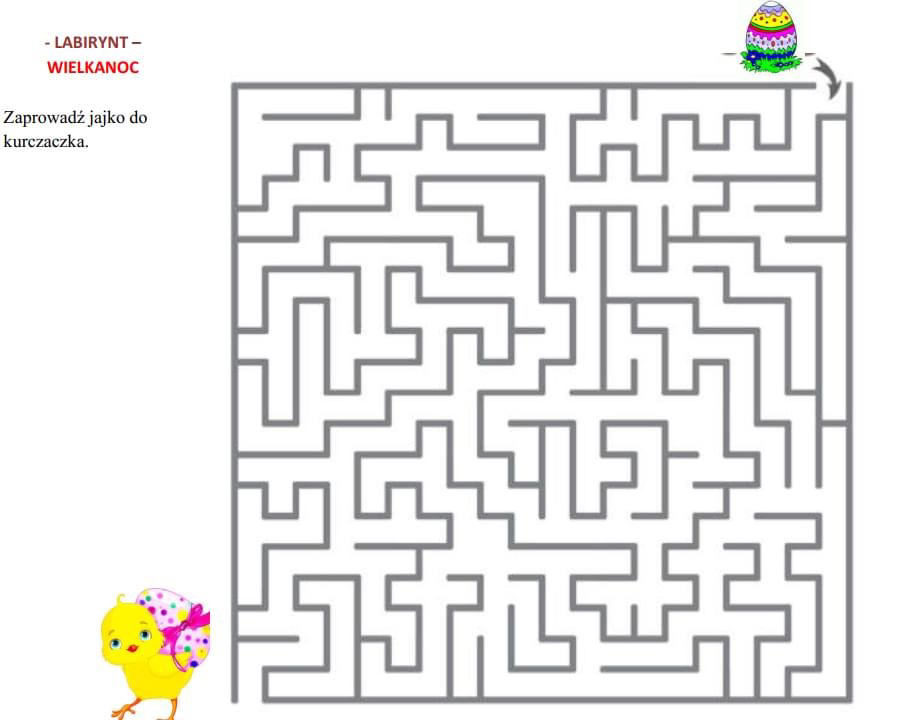 - LABIRYNT –
WIELKANOC
Zaprowadź jajko do
kurczaczka.